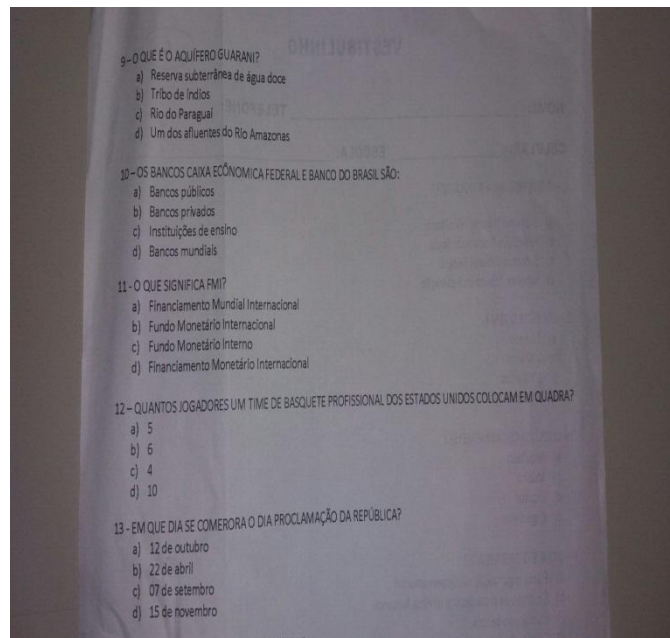 9 – O QUE É O AQUÍFERO GUARANI?
a) Reserva subterrânea de água doce
b) Tribo de índios
c) Rio do Paraguai
d) Um dos afluentes do Rio Amazonas
10 – OS BANCOS CAIXA ECÔNOMICA FEDERAL E BANCO DO BRASIL SÃO:
a) Bancos públicos
b) Bancos privados
c) Instituições de ensino
d) Bancos mundiais
11 - O QUE SIGNIFICA FMI?
a) Financiamento Mundial Internacional
b) Fundo Monetário Internacional
c) Fundo Monetário Interno
d) Financiamento Monetário Internacional
12 – QUANTOS JOGADORES UM TIME DE BASQUETE PROFISSIONAL DOS ESTADOS UNIDOS COLOCAM EM QUADRA?
a) 5
b) 6
c) 4
d) 10
13 - EM QUE DIA SE COMERORA O DIA PROCLAMAÇÃO DA REPÚBLICA?
a) 12 de outubro
b) 22 de abril
c) 07 de setembro
d) 15 de novembro